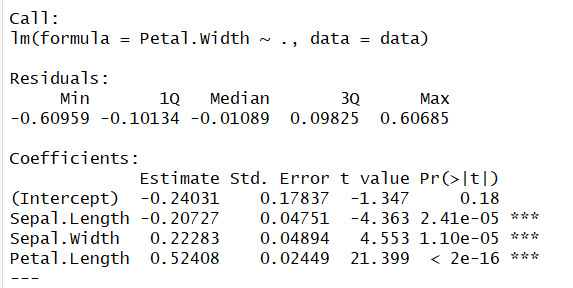 Call:
lm(formula = Petal.Width ~ ., data = data)
Residuals:
Min 1Q Median 3Q Max
-0.60959 -0.10134 -0.01089 0.09825 0.60685
Coefficients:
Estimate Std. Error t value Pr(>|t|)
(Intercept) -0.24031 0.17837 -1.347 0.18
Sepal.Length -0.20727 0.04751 -4.363 2.41e-05 ***
Sepal.Width 0.22283 0.04894 4.553 1.10e-05 ***
Petal.Length 0.52408 0.02449 21.399 < 2e-16 ***
---